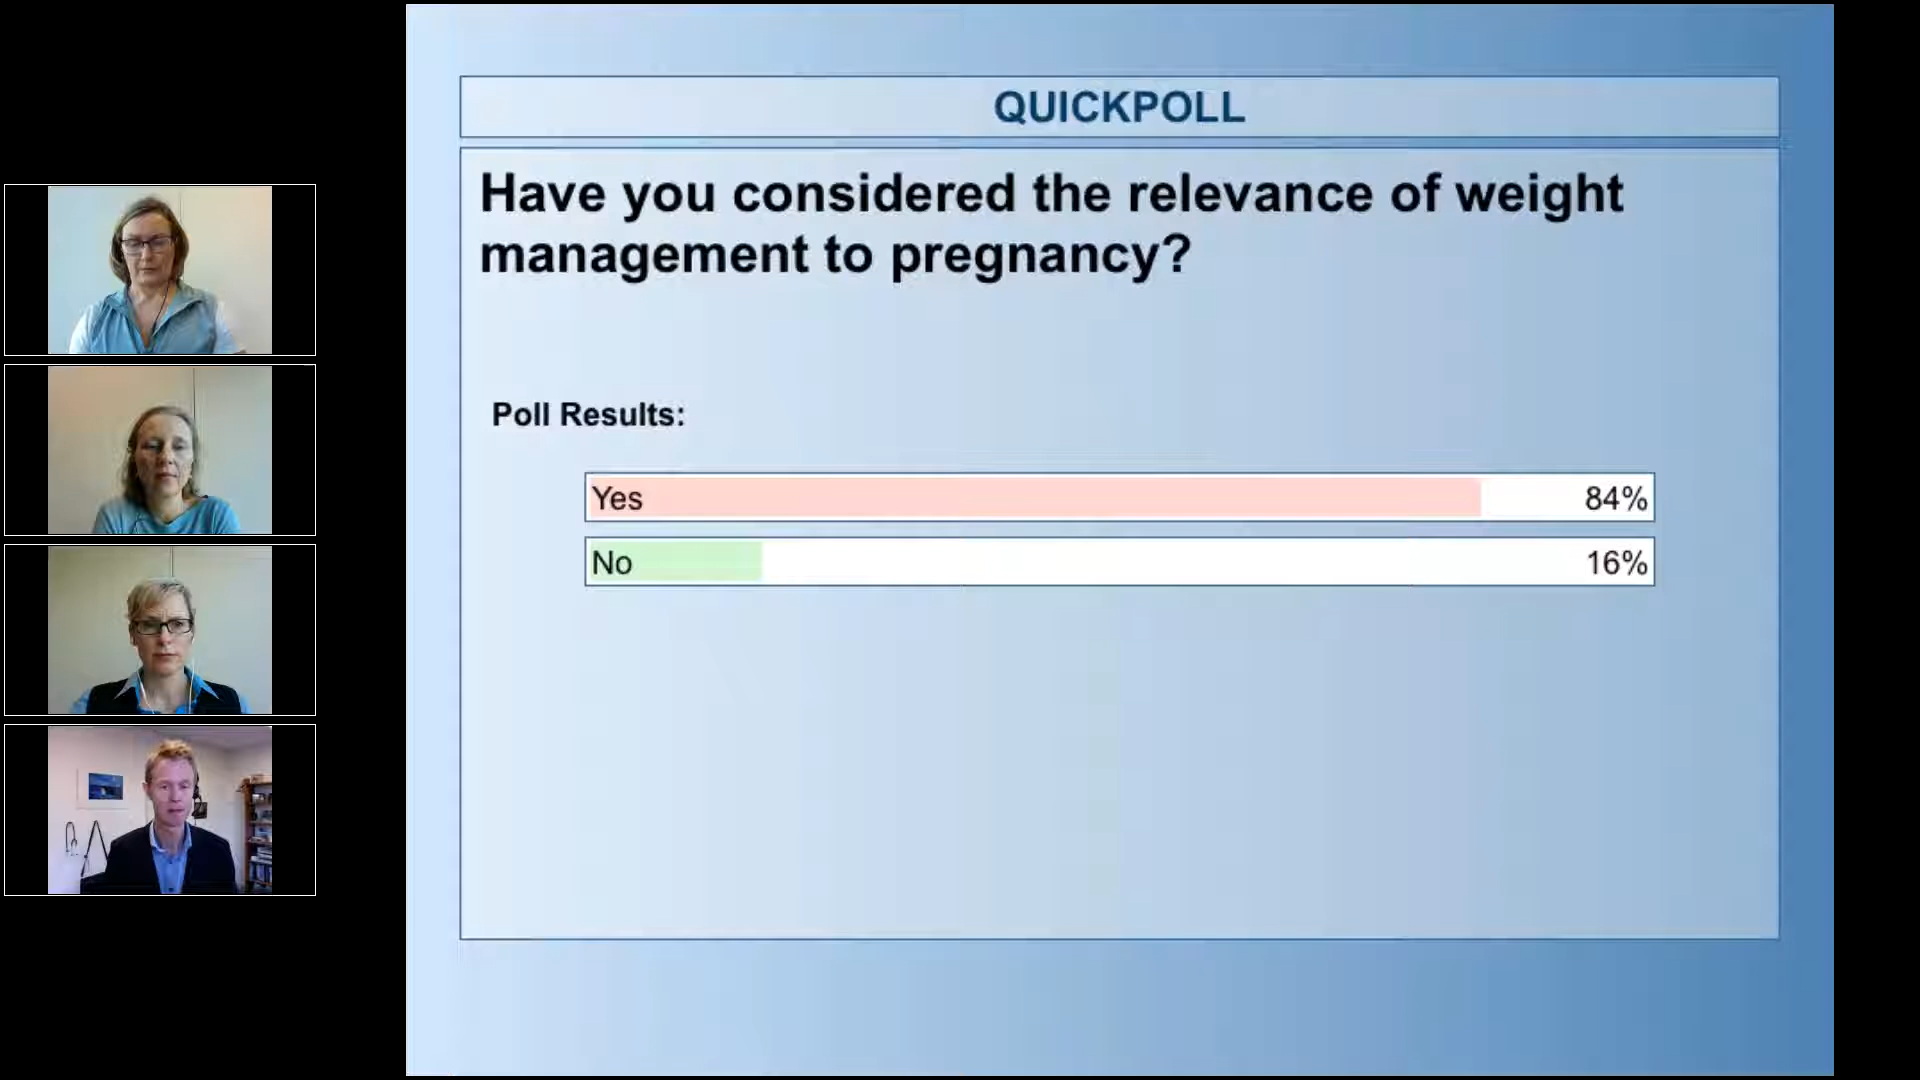 QUICKPOLL
Have you considered the relevance of weight
management to pregnancy?
Poll Results:
Yes 84%
No 16%